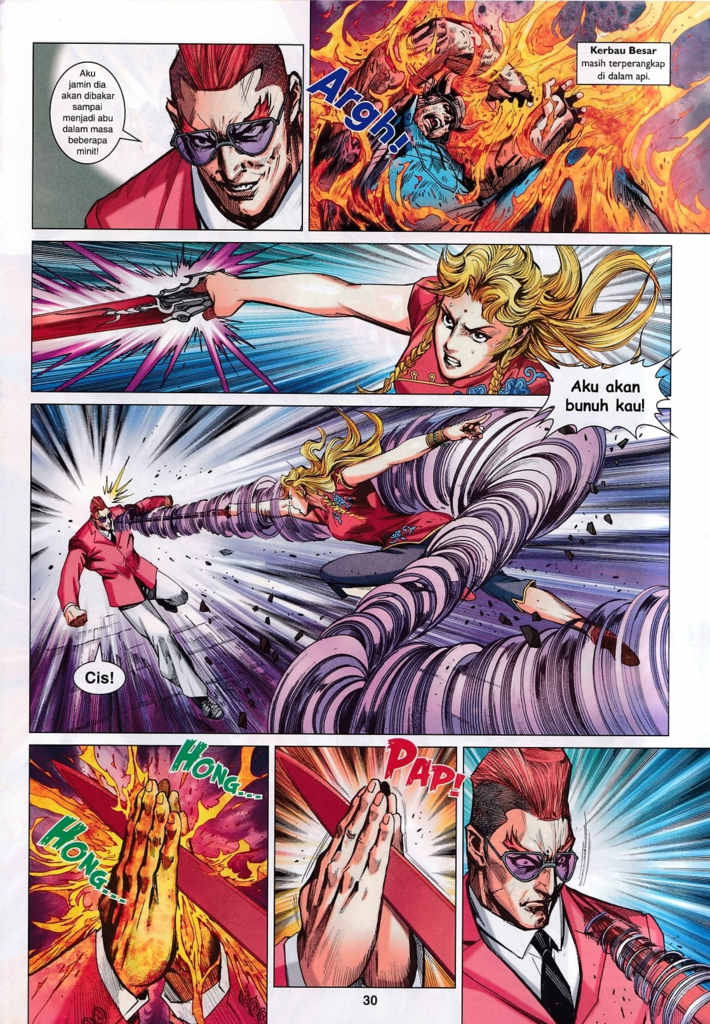 Aku
jamin dia
akan dibakar
sampai
menjadi abu
dalam masa
beberapa
minit!
Argh!
Kerbau Besar
masih terperangkap
di dalam api.
Aku akan
bunuh kau!
Cis!
Hong...
Hong...
Pap!
30